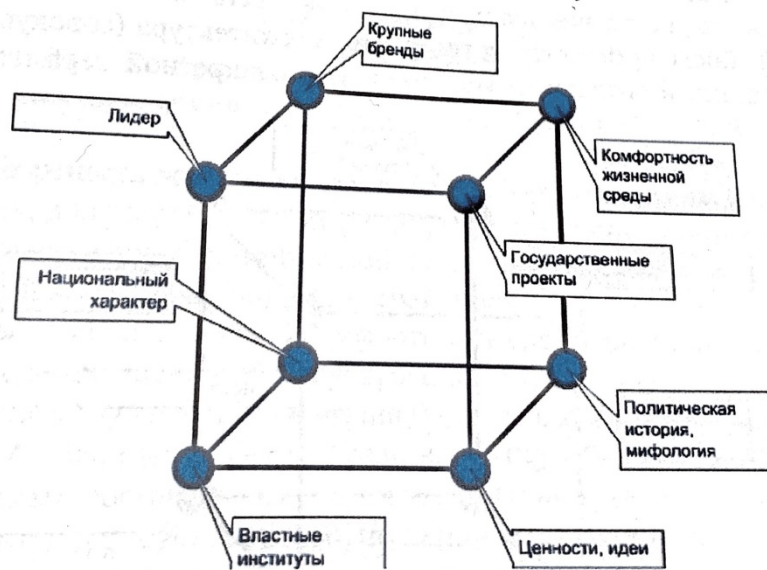 Крупные
бренды
Лидер
Комфортность
жизненной
среды
Государственные
проекты
Национальный
характер
Политическая
история,
мифология
Властные
институты
Ценности, идеи